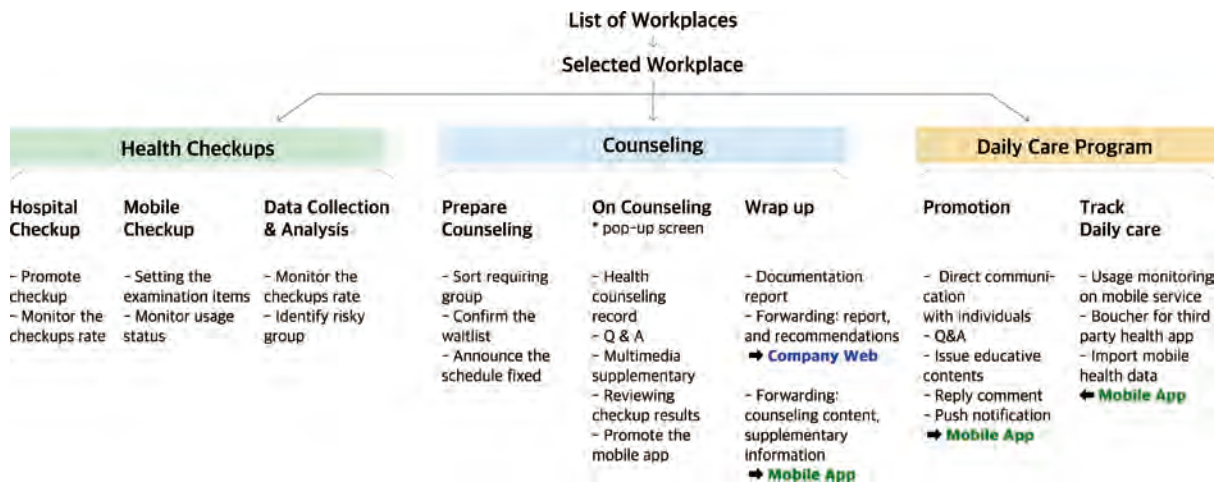 List of Workplaces
Selected Workplace
Health Checkups
Hospital
Checkup
– Promote
checkup
– Monitor the
checkups rate
Mobile
Checkup
– Setting the
examination items
– Monitor usage
status
Data Collection
& Analysis
– Monitor the
checkups rate
– Identify risky
group
Counseling
Prepare
Counseling
– Sort requiring
group
– Confirm the
waitlist
– Announce the
schedule fixed
On Counseling
* pop-up screen
– Health
counseling
record
– Q & A
– Multimedia
supplementary
– Reviewing
checkup results
– Promote the
mobile app
Wrap up
– Documentation
report
– Forwarding: report,
and recommendations
➡ Company Web
– Forwarding:
counseling content,
supplementary
information
➡ Mobile App
Daily Care Program
Promotion
– Direct communi-
cation
with individuals
– Q&A
– Issue educative
contents
– Reply comment
– Push notification
➡ Mobile App
Track
Daily care
– Usage monitoring
on mobile service
– Boucher for third
party health app
– Import mobile
health data
⬅ Mobile App